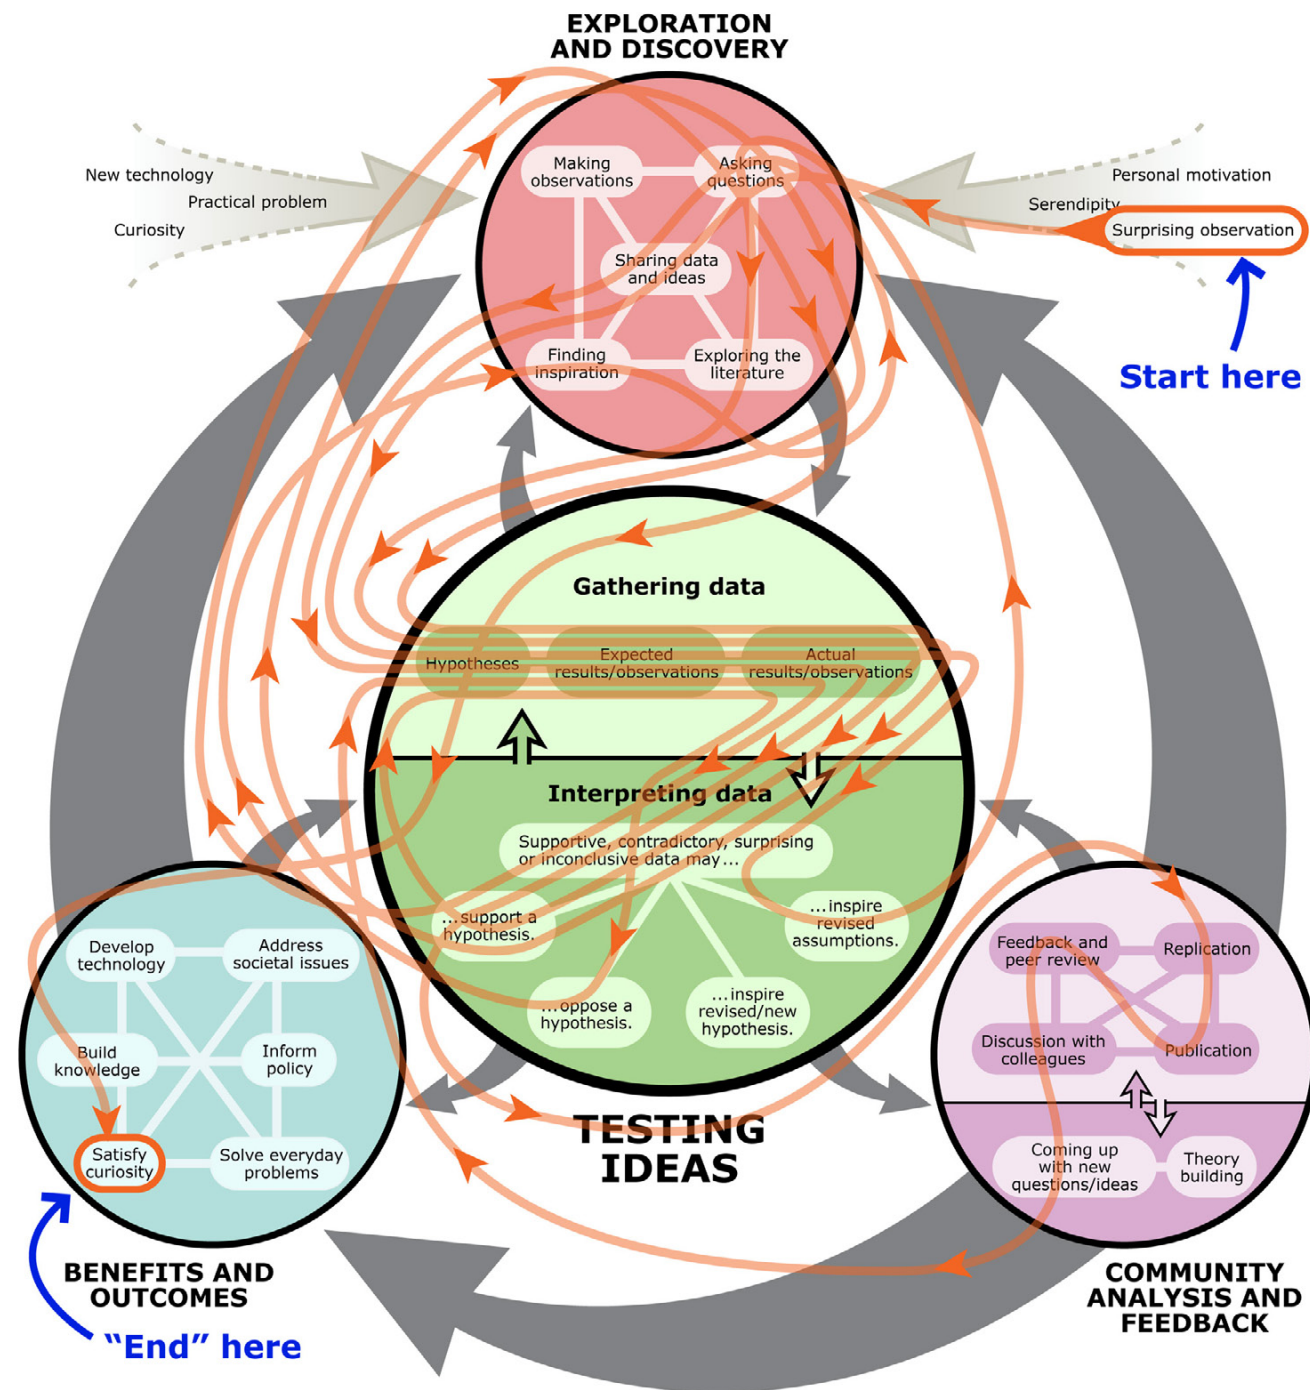 EXPLORATION
AND DISCOVERY
New technology
Practical problem
Curiosity
Personal motivation
Serendipity
Surprising observation
Start here
Making
observations
Asking
questions
Sharing data
and ideas
Finding
inspiration
Exploring the
literature
Gathering data
Hypotheses
Expected
results/observations
Actual
results/observations
Interpreting data
Supportive, contradictory, surprising
or inconclusive data may...
...support a
hypothesis.
...inspire
revised
assumptions.
...oppose a
hypothesis.
...inspire
revised/new
hypothesis.
TESTING
IDEAS
Develop
technology
Address
societal issues
Build
knowledge
Inform
policy
Satisfy
curiosity
Solve everyday
problems
BENEFITS AND
OUTCOMES
“End” here
Feedback and
peer review
Replication
Discussion with
colleagues
Publication
Coming up
with new
questions/ideas
Theory
building
COMMUNITY
ANALYSIS AND
FEEDBACK